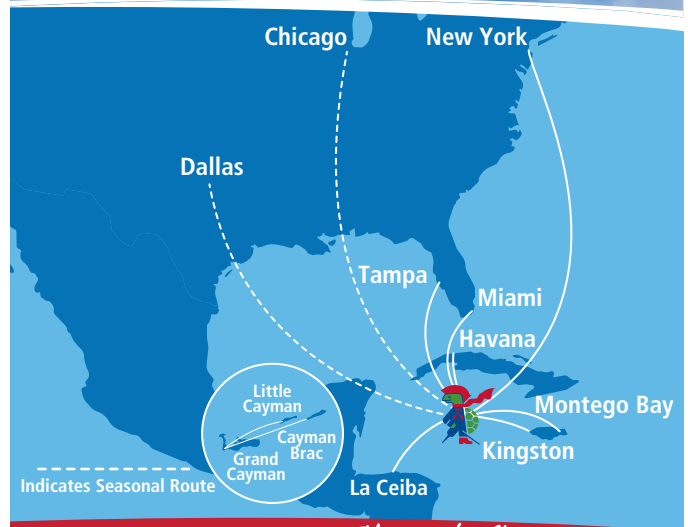 Chicago
New York
Dallas
Tampa
Miami
Havana
Little
Cayman
Cayman
Brac
Grand
Cayman
Montego Bay
Kingston
La Ceiba
Indicates Seasonal Route